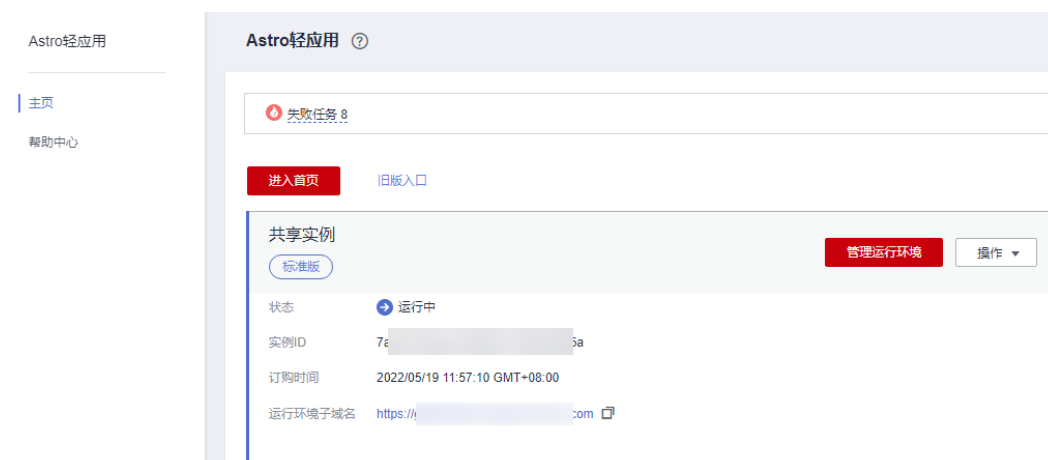 Astro轻应用
主页
帮助中心
Astro轻应用 ?
失败任务 8
进入首页 旧版入口
共享实例
标准版
管理运行环境 操作
状态 运行中
实例ID 7a 5a
订购时间 2022/05/19 11:57:10 GMT+08:00
运行环境子域名 https:// com